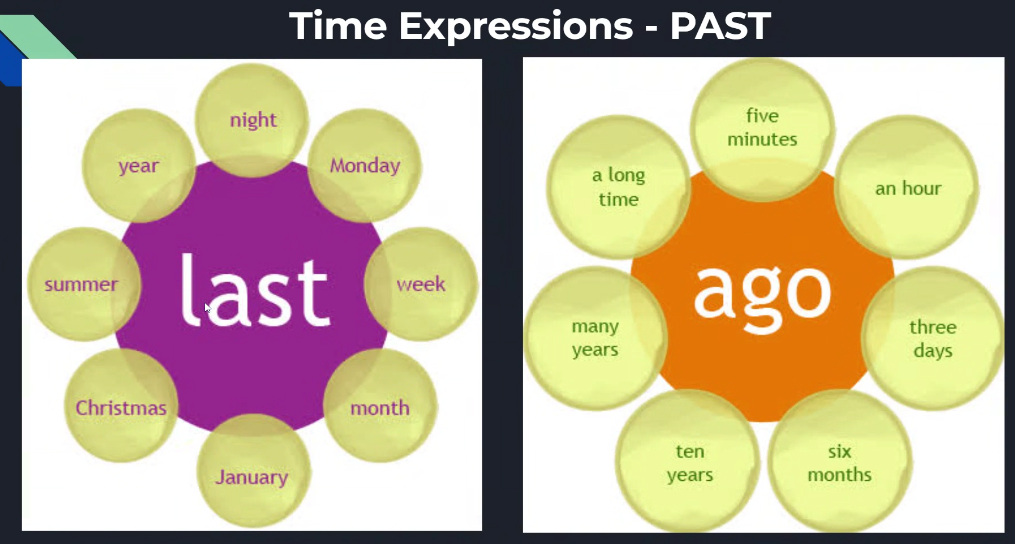 Time Expressions - PAST
last
night
Monday
week
month
January
Christmas
summer
year
ago
five
minutes
an hour
three
days
six
months
ten
years
many
years
a long
time